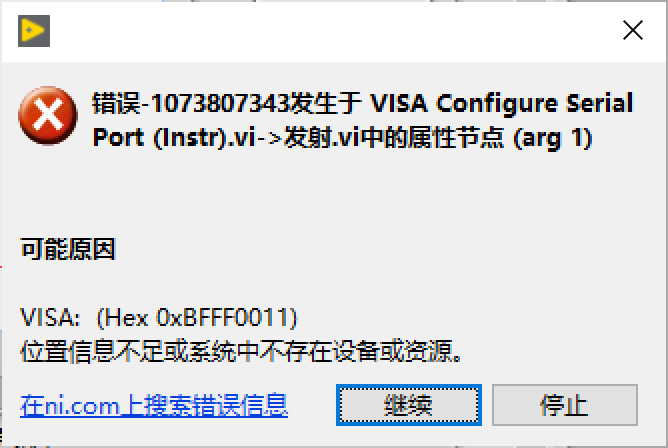 错误-1073807343发生于 VISA Configure Serial
Port (Instr).vi->发射.vi中的属性节点 (arg 1)
可能原因
VISA:  (Hex 0xBFFF0011)
位置信息不足或系统中不存在设备或资源。
在ni.com上搜索错误信息
继续
停止